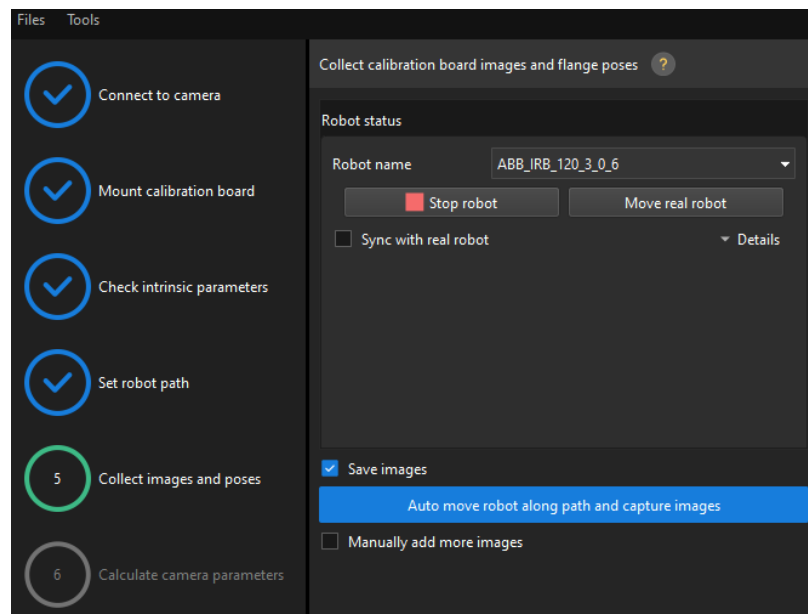 Files Tools
Connect to camera
Mount calibration board
Check intrinsic parameters
Set robot path
5 Collect images and poses
6 Calculate camera parameters
Collect calibration board images and flange poses ?
Robot status
Robot name ABB_IRB_120_3_0_6
Stop robot Move real robot
Sync with real robot Details
Save images
Auto move robot along path and capture images
Manually add more images